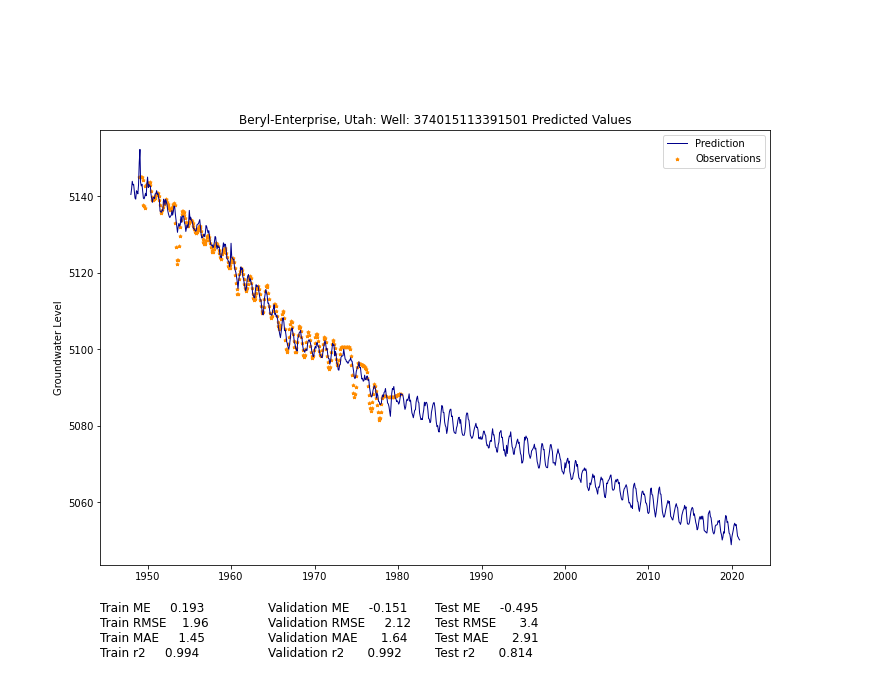 Beryl-Enterprise, Utah: Well: 374015113391501 Predicted Values
Prediction
Observations
Groundwater Level
5140
5120
5100
5080
5060
1950 1960 1970 1980 1990 2000 2010 2020
Train ME 0.193 Validation ME -0.151 Test ME -0.495
Train RMSE 1.96 Validation RMSE 2.12 Test RMSE 3.4
Train MAE 1.45 Validation MAE 1.64 Test MAE 2.91
Train r2 0.994 Validation r2 0.992 Test r2 0.814